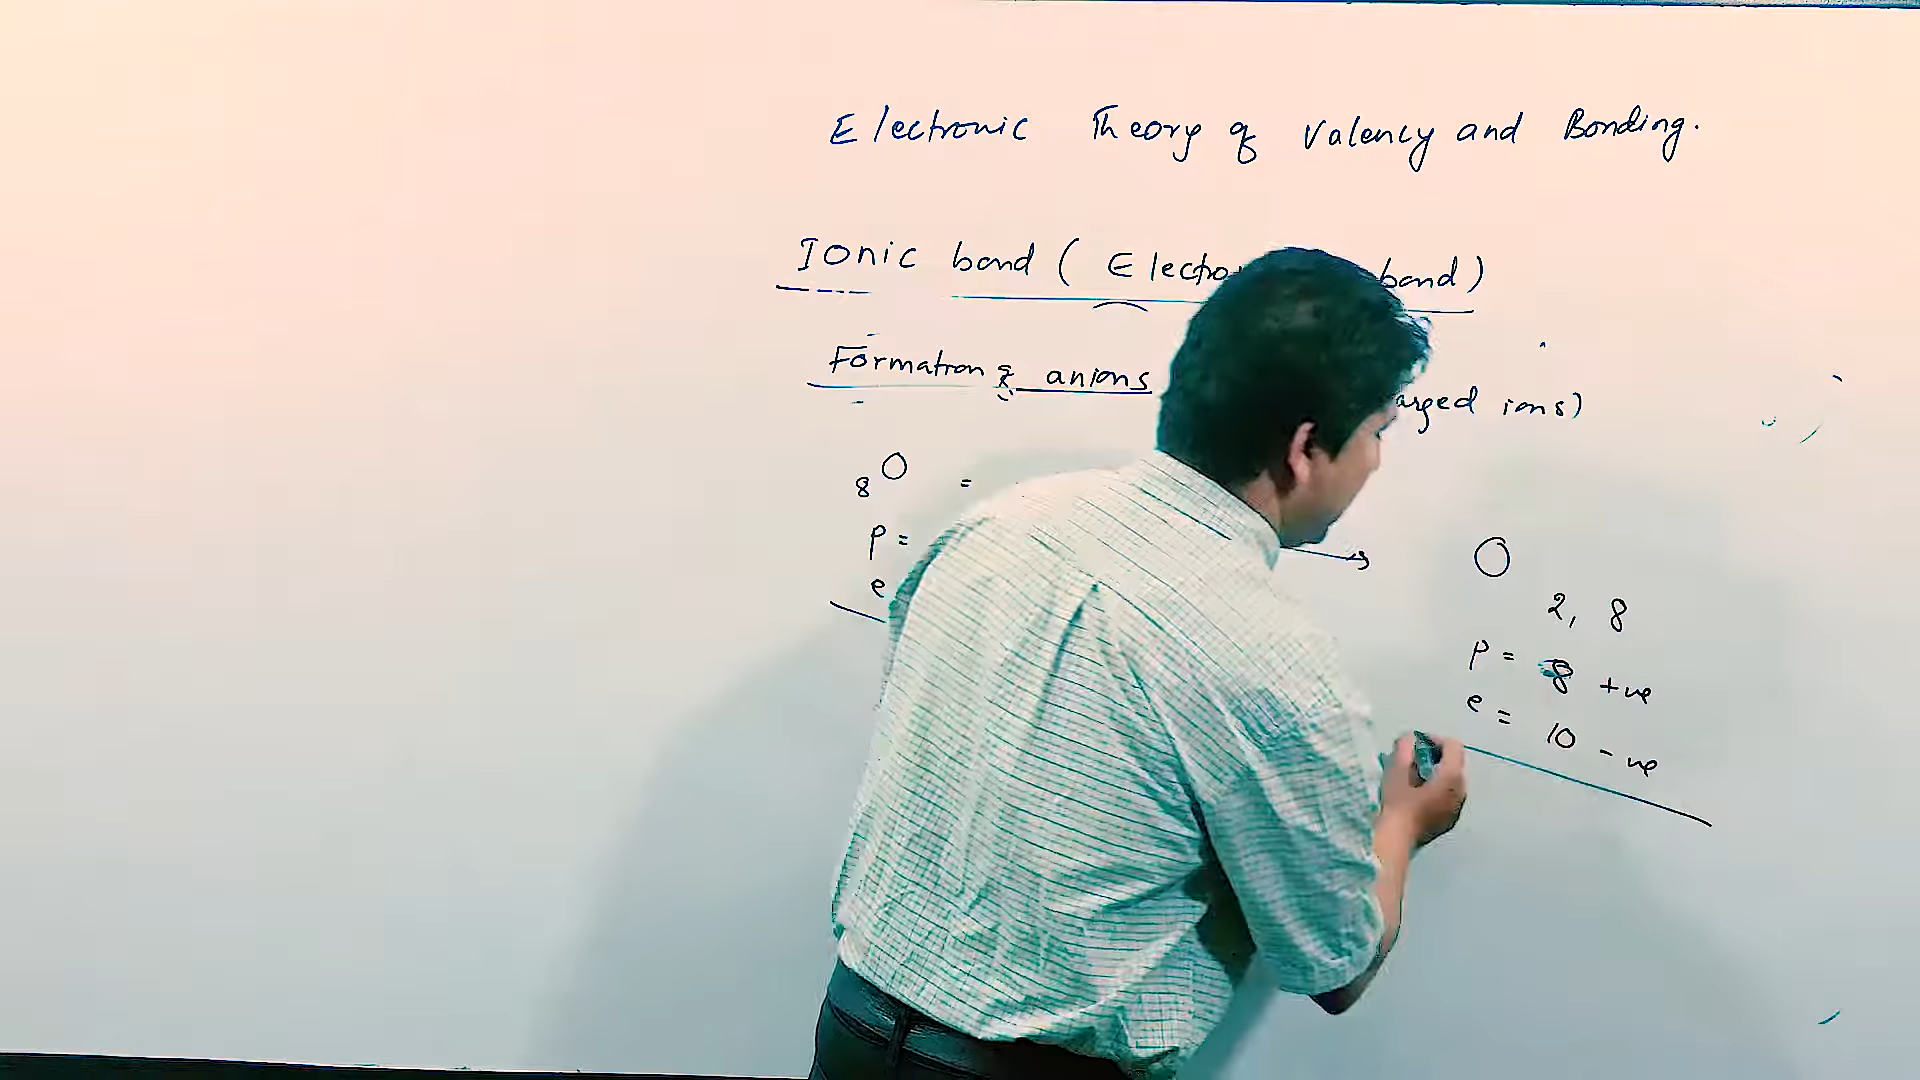 Electronic Theory of Valency and Bonding.
Ionic bond ( Electro bond )
Formation of anions arged ions)
8O =
p =
e
O
2, 8
p = 8 +ve
e = 10 -ve